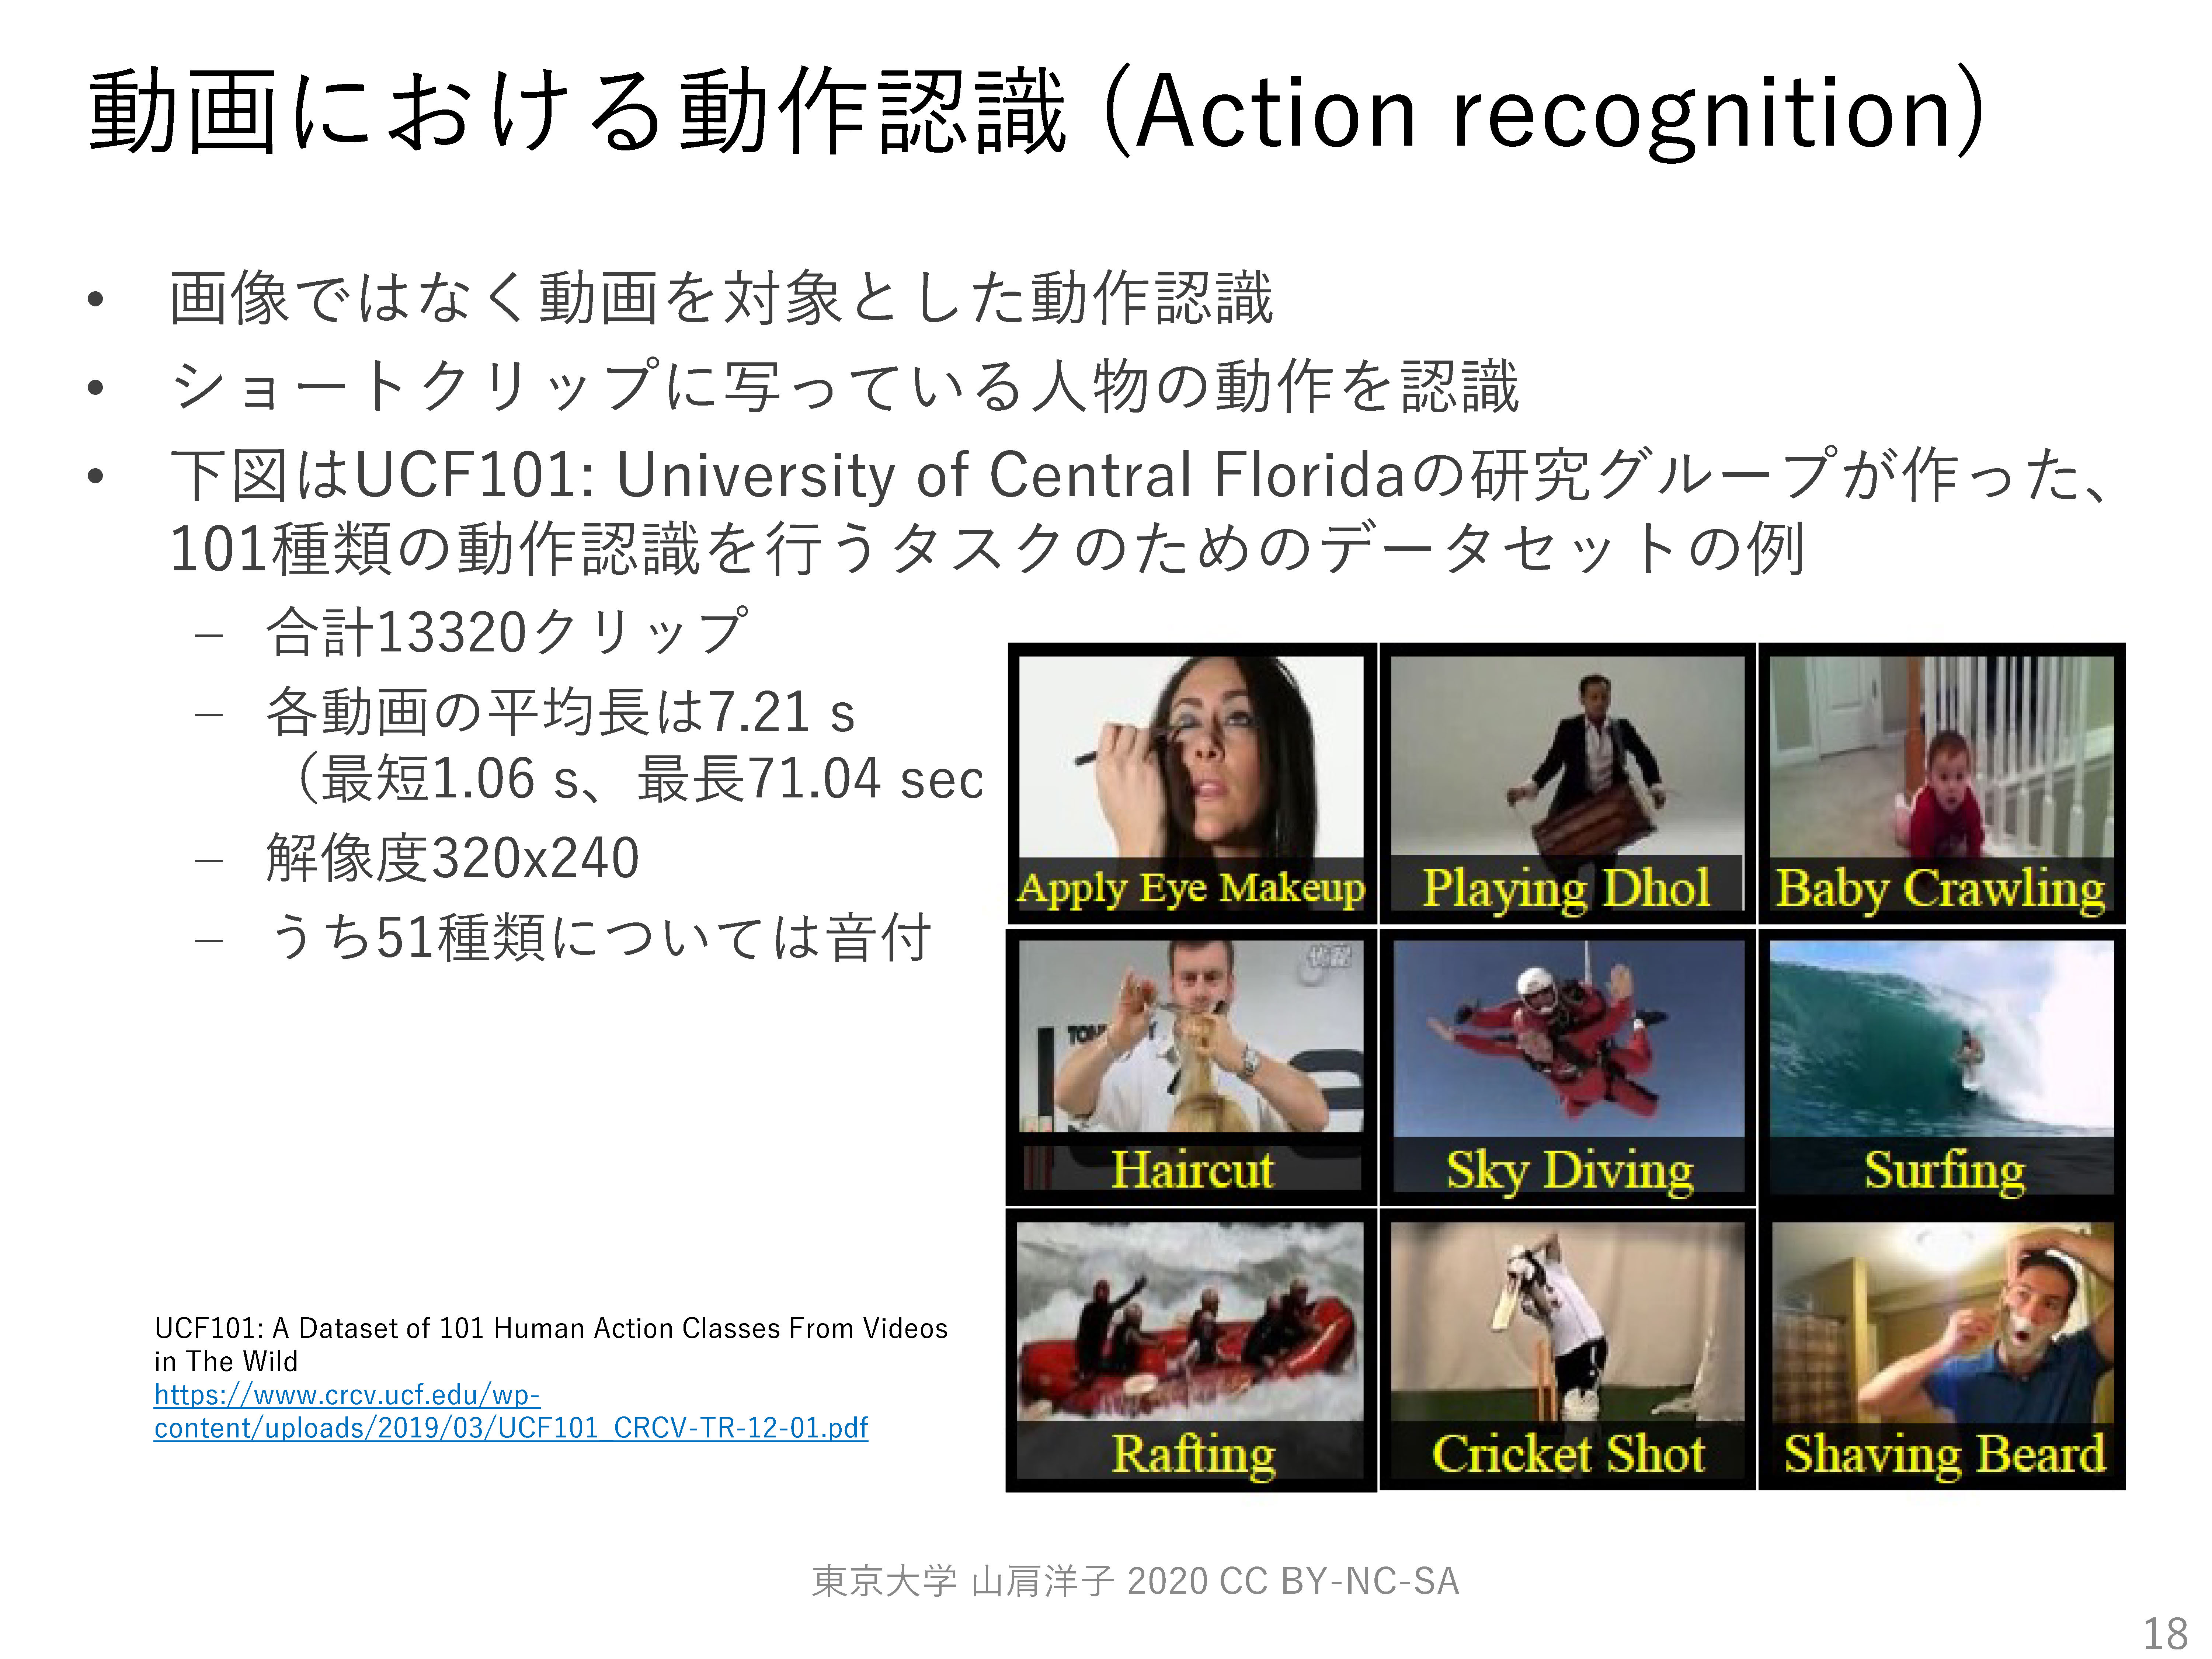 動画における動作認識 (Action recognition)
• 画像ではなく動画を対象とした動作認識
• ショートクリップに写っている人物の動作を認識
• 下図はUCF101: University of Central Floridaの研究グループが作った、
101種類の動作認識を行うタスクのためのデータセットの例
– 合計13320クリップ
– 各動画の平均長は7.21 s
（最短1.06 s、最長71.04 sec
– 解像度320x240
– うち51種類については音付
Apply Eye Makeup
Playing Dhol
Baby Crawling
Haircut
Sky Diving
Surfing
Rafting
Cricket Shot
Shaving Beard
UCF101: A Dataset of 101 Human Action Classes From Videos
in The Wild
https://www.crcv.ucf.edu/wp-
content/uploads/2019/03/UCF101_CRCV-TR-12-01.pdf
東京大学 山肩洋子 2020 CC BY-NC-SA
18